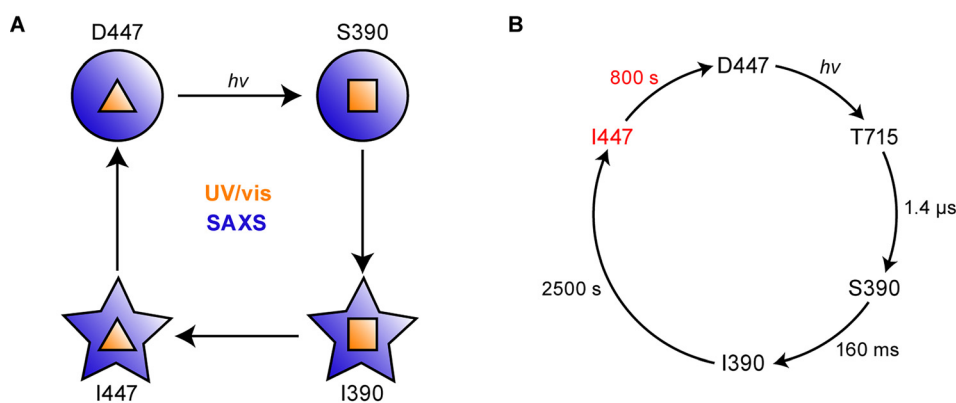 A
D447
S390
hv
UV/vis
SAXS
I447
I390
B
D447
hv
800 s
I447
T715
1.4 µs
2500 s
S390
160 ms
I390